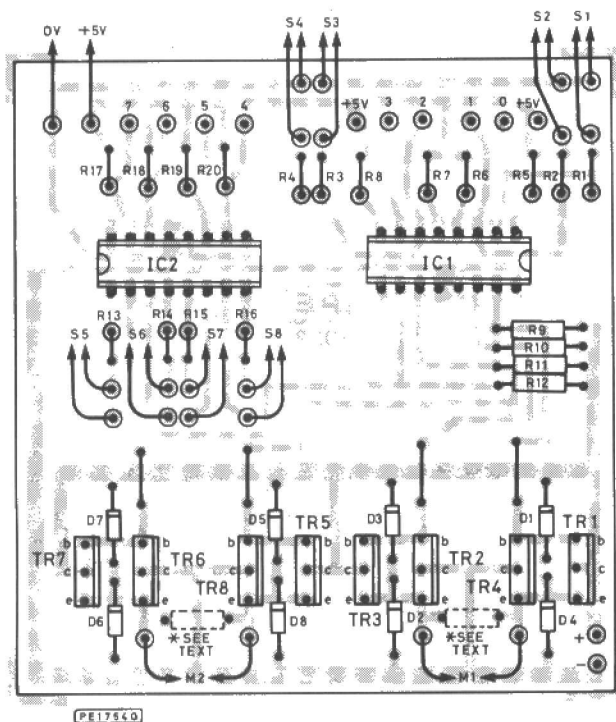 0V +5V S4 S3 S2 S1
7 6 5 4 +5V 3 2 1 0 +5V
R17 R18 R19 R20 R4 R3 R8 R7 R6 R5 R2 R1
IC2 IC1
R13 R14 R15 R16
S5 S6 S7 S8
R9
R10
R11
R12
D7 D5 D3 D1
b b b b b b b b
TR7 TR6 TR5 TR2 TR1
c c c c c c c c
TR8 TR4
e e e e e e e e
D6 D8 TR3 D2 D4
*SEE TEXT *SEE TEXT
+
-
M2 M1
PE1754G